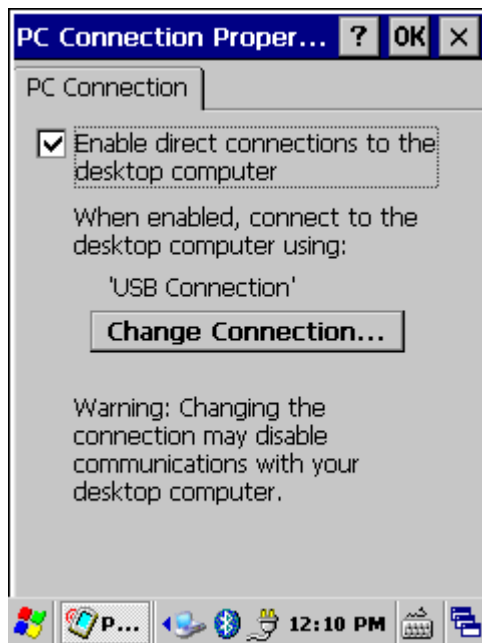 PC Connection Proper... ? OK ×
PC Connection
Enable direct connections to the
desktop computer
When enabled, connect to the
desktop computer using:
'USB Connection'
Change Connection...
Warning: Changing the
connection may disable
communications with your
desktop computer.
P... 12:10 PM